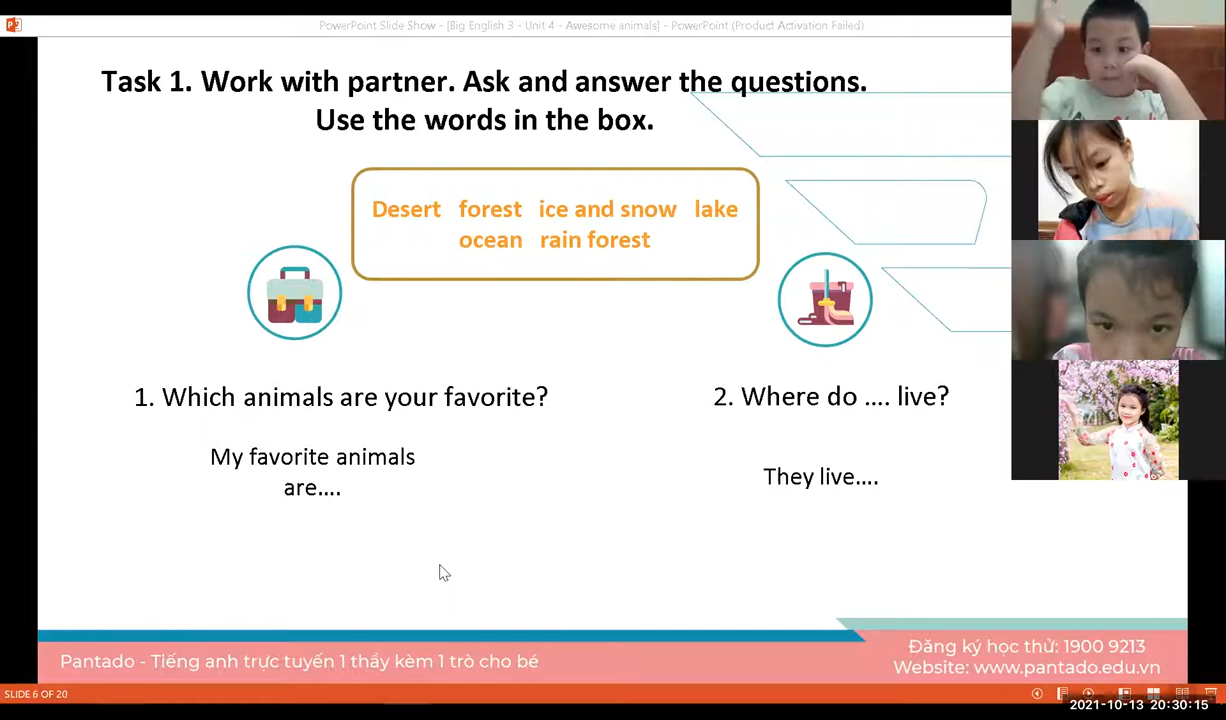 PowerPoint Slide Show - [Big English 3 - Unit 4 - Awesome animals] - PowerPoint (Product Activation Failed)
Task 1. Work with partner. Ask and answer the questions.
Use the words in the box.
Desert forest ice and snow lake
ocean rain forest
1. Which animals are your favorite?
2. Where do .... live?
My favorite animals
are....
They live....
Pantado - Tiếng anh trực tuyến 1 thầy kèm 1 trò cho bé
Đăng ký học thử: 1900 9213
Website: www.pantado.edu.vn
SLIDE 6 OF 20
2021-10-13 20:30:15